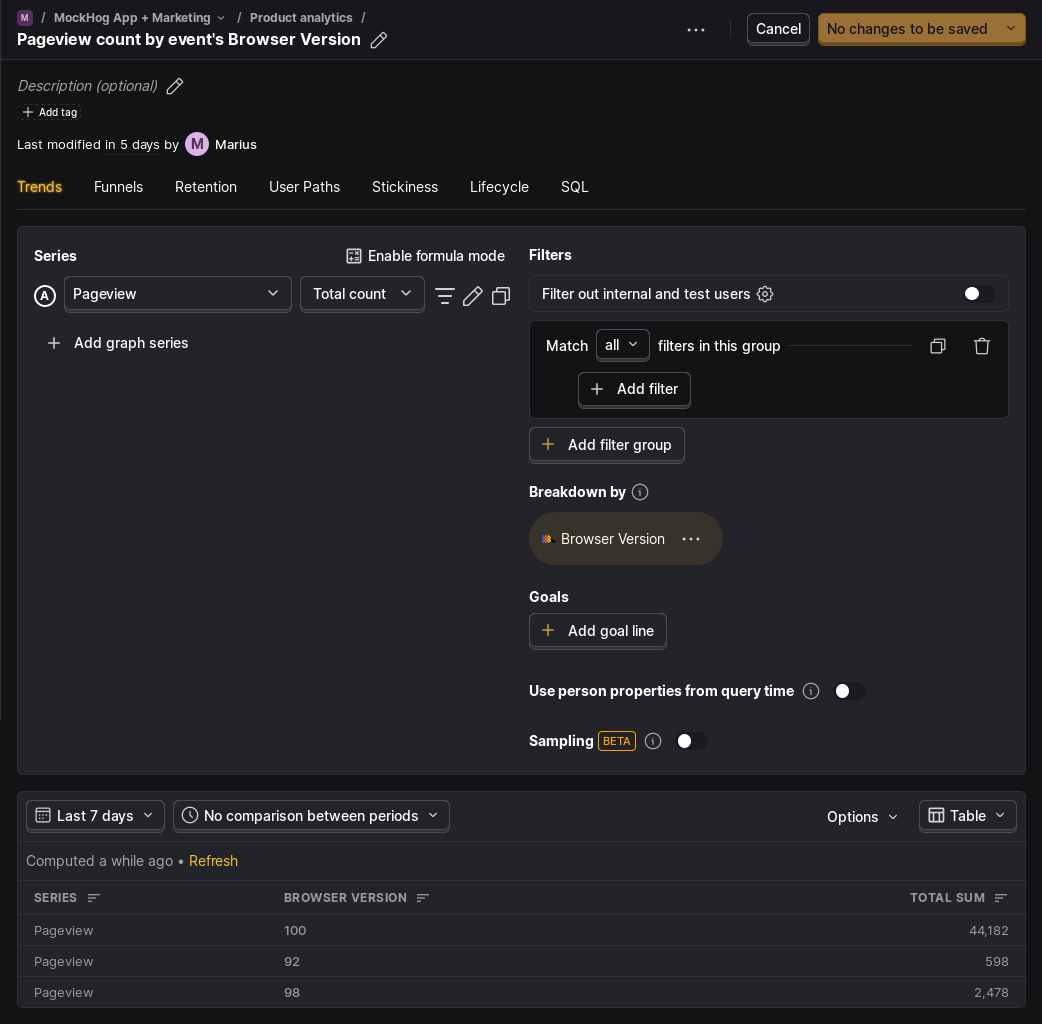 M / MockHog App + Marketing / Product analytics /
Pageview count by event's Browser Version
Cancel
No changes to be saved
Description (optional)
Add tag
Last modified in 5 days by M Marius
Trends Funnels Retention User Paths Stickiness Lifecycle SQL
Series
Enable formula mode
A Pageview Total count
Add graph series
Filters
Filter out internal and test users
Match all filters in this group
Add filter
Add filter group
Breakdown by
Browser Version
Goals
Add goal line
Use person properties from query time
Sampling BETA
Last 7 days No comparison between periods Options Table
Computed a while ago • Refresh
SERIES BROWSER VERSION TOTAL SUM
Pageview 100 44,182
Pageview 92 598
Pageview 98 2,478